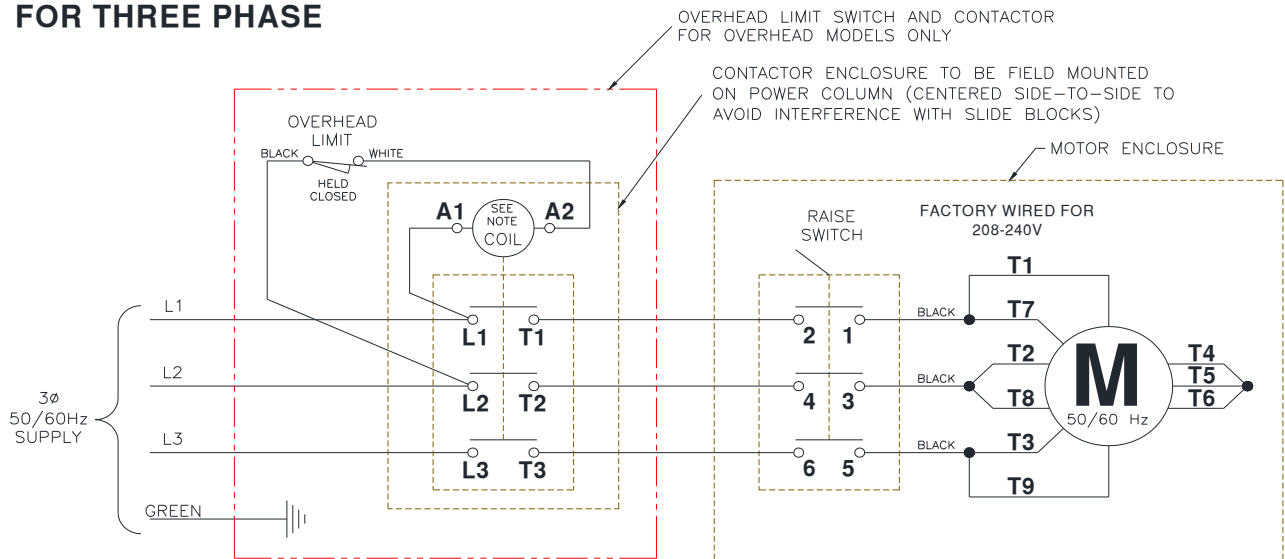 FOR THREE PHASE
OVERHEAD LIMIT SWITCH AND CONTACTOR
FOR OVERHEAD MODELS ONLY
CONTACTOR ENCLOSURE TO BE FIELD MOUNTED
ON POWER COLUMN (CENTERED SIDE-TO-SIDE TO
AVOID INTERFERENCE WITH SLIDE BLOCKS)
MOTOR ENCLOSURE
OVERHEAD
LIMIT
BLACK
WHITE
HELD
CLOSED
A1
SEE
NOTE
COIL
A2
RAISE
SWITCH
FACTORY WIRED FOR
208-240V
3ø
50/60Hz
SUPPLY
L1
L2
L3
GREEN
L1
T1
L2
T2
L3
T3
2
1
4
3
6
5
BLACK
BLACK
BLACK
T1
T7
T2
T8
T3
T9
M
50/60 Hz
T4
T5
T6